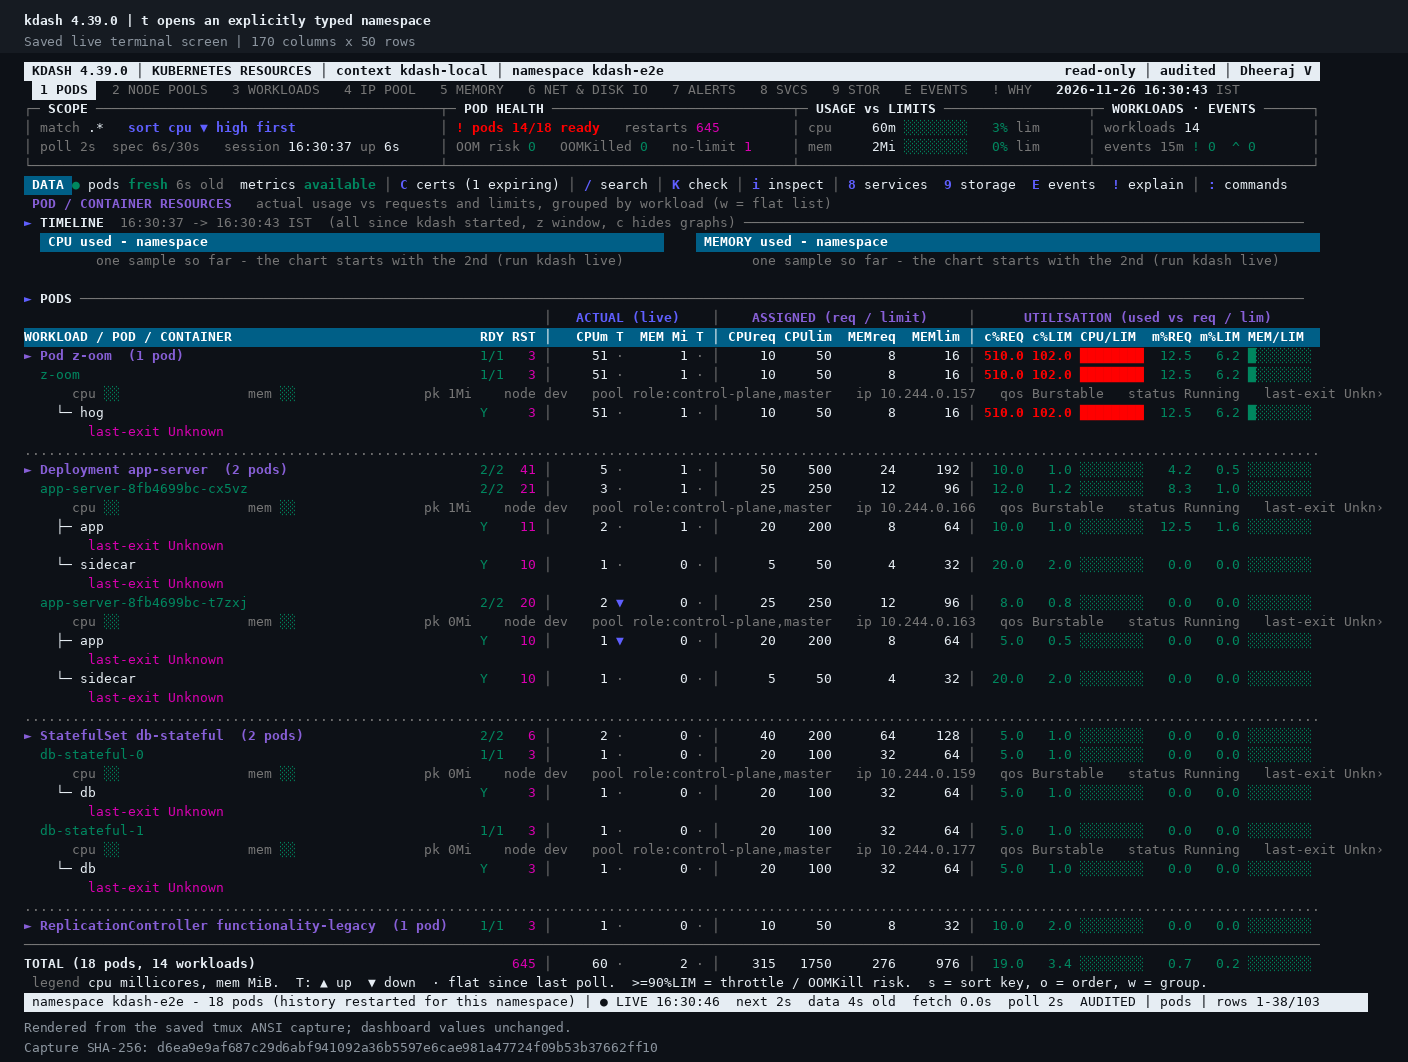 kdash 4.39.0 | t opens an explicitly typed namespace
Saved live terminal screen | 170 columns x 50 rows
KDASH 4.39.0 │ KUBERNETES RESOURCES │ context kdash-local │ namespace kdash-e2e read-only │ audited │ Dheeraj V
1 PODS 2 NODE POOLS 3 WORKLOADS 4 IP POOL 5 MEMORY 6 NET & DISK IO 7 ALERTS 8 SVCS 9 STOR E EVENTS ! WHY 2026-11-26 16:30:43 IST
SCOPE POD HEALTH USAGE vs LIMITS WORKLOADS · EVENTS
match .* sort cpu ▼ high first │ ! pods 14/18 ready restarts 645 │ cpu 60m 3% lim │ workloads 14
poll 2s spec 6s/30s session 16:30:37 up 6s │ OOM risk 0 OOMKilled 0 no-limit 1 │ mem 2Mi 0% lim │ events 15m ! 0 ^ 0
DATA ● pods fresh 6s old metrics available │ C certs (1 expiring) │ / search │ K check │ i inspect │ 8 services 9 storage E events ! explain │ : commands
POD / CONTAINER RESOURCES actual usage vs requests and limits, grouped by workload (w = flat list)
► TIMELINE 16:30:37 -> 16:30:43 IST (all since kdash started, z window, c hides graphs)
CPU used - namespace MEMORY used - namespace
one sample so far - the chart starts with the 2nd (run kdash live) one sample so far - the chart starts with the 2nd (run kdash live)
► PODS
│ ACTUAL (live) │ ASSIGNED (req / limit) │ UTILISATION (used vs req / lim)
WORKLOAD / POD / CONTAINER RDY RST │ CPUm T MEM Mi T │ CPUreq CPUlim MEMreq MEMlim │ c%REQ c%LIM CPU/LIM m%REQ m%LIM MEM/LIM
► Pod z-oom (1 pod) 1/1 3 │ 51 · 1 · │ 10 50 8 16 │ 510.0 102.0 12.5 6.2
z-oom 1/1 3 │ 51 · 1 · │ 10 50 8 16 │ 510.0 102.0 12.5 6.2
cpu mem pk 1Mi node dev pool role:control-plane,master ip 10.244.0.157 qos Burstable status Running last-exit Unkn›
└─ hog Y 3 │ 51 · 1 · │ 10 50 8 16 │ 510.0 102.0 12.5 6.2
last-exit Unknown
► Deployment app-server (2 pods) 2/2 41 │ 5 · 1 · │ 50 500 24 192 │ 10.0 1.0 4.2 0.5
app-server-8fb4699bc-cx5vz 2/2 21 │ 3 · 1 · │ 25 250 12 96 │ 12.0 1.2 8.3 1.0
cpu mem pk 1Mi node dev pool role:control-plane,master ip 10.244.0.166 qos Burstable status Running last-exit Unkn›
├─ app Y 11 │ 2 · 1 · │ 20 200 8 64 │ 10.0 1.0 12.5 1.6
last-exit Unknown
└─ sidecar Y 10 │ 1 · 0 · │ 5 50 4 32 │ 20.0 2.0 0.0 0.0
last-exit Unknown
app-server-8fb4699bc-t7zxj 2/2 20 │ 2 ▼ 0 · │ 25 250 12 96 │ 8.0 0.8 0.0 0.0
cpu mem pk 0Mi node dev pool role:control-plane,master ip 10.244.0.163 qos Burstable status Running last-exit Unkn›
├─ app Y 10 │ 1 ▼ 0 · │ 20 200 8 64 │ 5.0 0.5 0.0 0.0
last-exit Unknown
└─ sidecar Y 10 │ 1 · 0 · │ 5 50 4 32 │ 20.0 2.0 0.0 0.0
last-exit Unknown
► StatefulSet db-stateful (2 pods) 2/2 6 │ 2 · 0 · │ 40 200 64 128 │ 5.0 1.0 0.0 0.0
db-stateful-0 1/1 3 │ 1 · 0 · │ 20 100 32 64 │ 5.0 1.0 0.0 0.0
cpu mem pk 0Mi node dev pool role:control-plane,master ip 10.244.0.159 qos Burstable status Running last-exit Unkn›
└─ db Y 3 │ 1 · 0 · │ 20 100 32 64 │ 5.0 1.0 0.0 0.0
last-exit Unknown
db-stateful-1 1/1 3 │ 1 · 0 · │ 20 100 32 64 │ 5.0 1.0 0.0 0.0
cpu mem pk 0Mi node dev pool role:control-plane,master ip 10.244.0.177 qos Burstable status Running last-exit Unkn›
└─ db Y 3 │ 1 · 0 · │ 20 100 32 64 │ 5.0 1.0 0.0 0.0
last-exit Unknown
► ReplicationController functionality-legacy (1 pod) 1/1 3 │ 1 · 0 · │ 10 50 8 32 │ 10.0 2.0 0.0 0.0
TOTAL (18 pods, 14 workloads) 645 │ 60 · 2 · │ 315 1750 276 976 │ 19.0 3.4 0.7 0.2
legend cpu millicores, mem MiB. T: ▲ up ▼ down · flat since last poll. >=90%LIM = throttle / OOMKill risk. s = sort key, o = order, w = group.
namespace kdash-e2e - 18 pods (history restarted for this namespace) | ● LIVE 16:30:46 next 2s data 4s old fetch 0.0s poll 2s AUDITED | pods | rows 1-38/103
Rendered from the saved tmux ANSI capture; dashboard values unchanged.
Capture SHA-256: d6ea9e9af687c29d6abf941092a36b5597e6cae981a47724f09b53b37662ff10